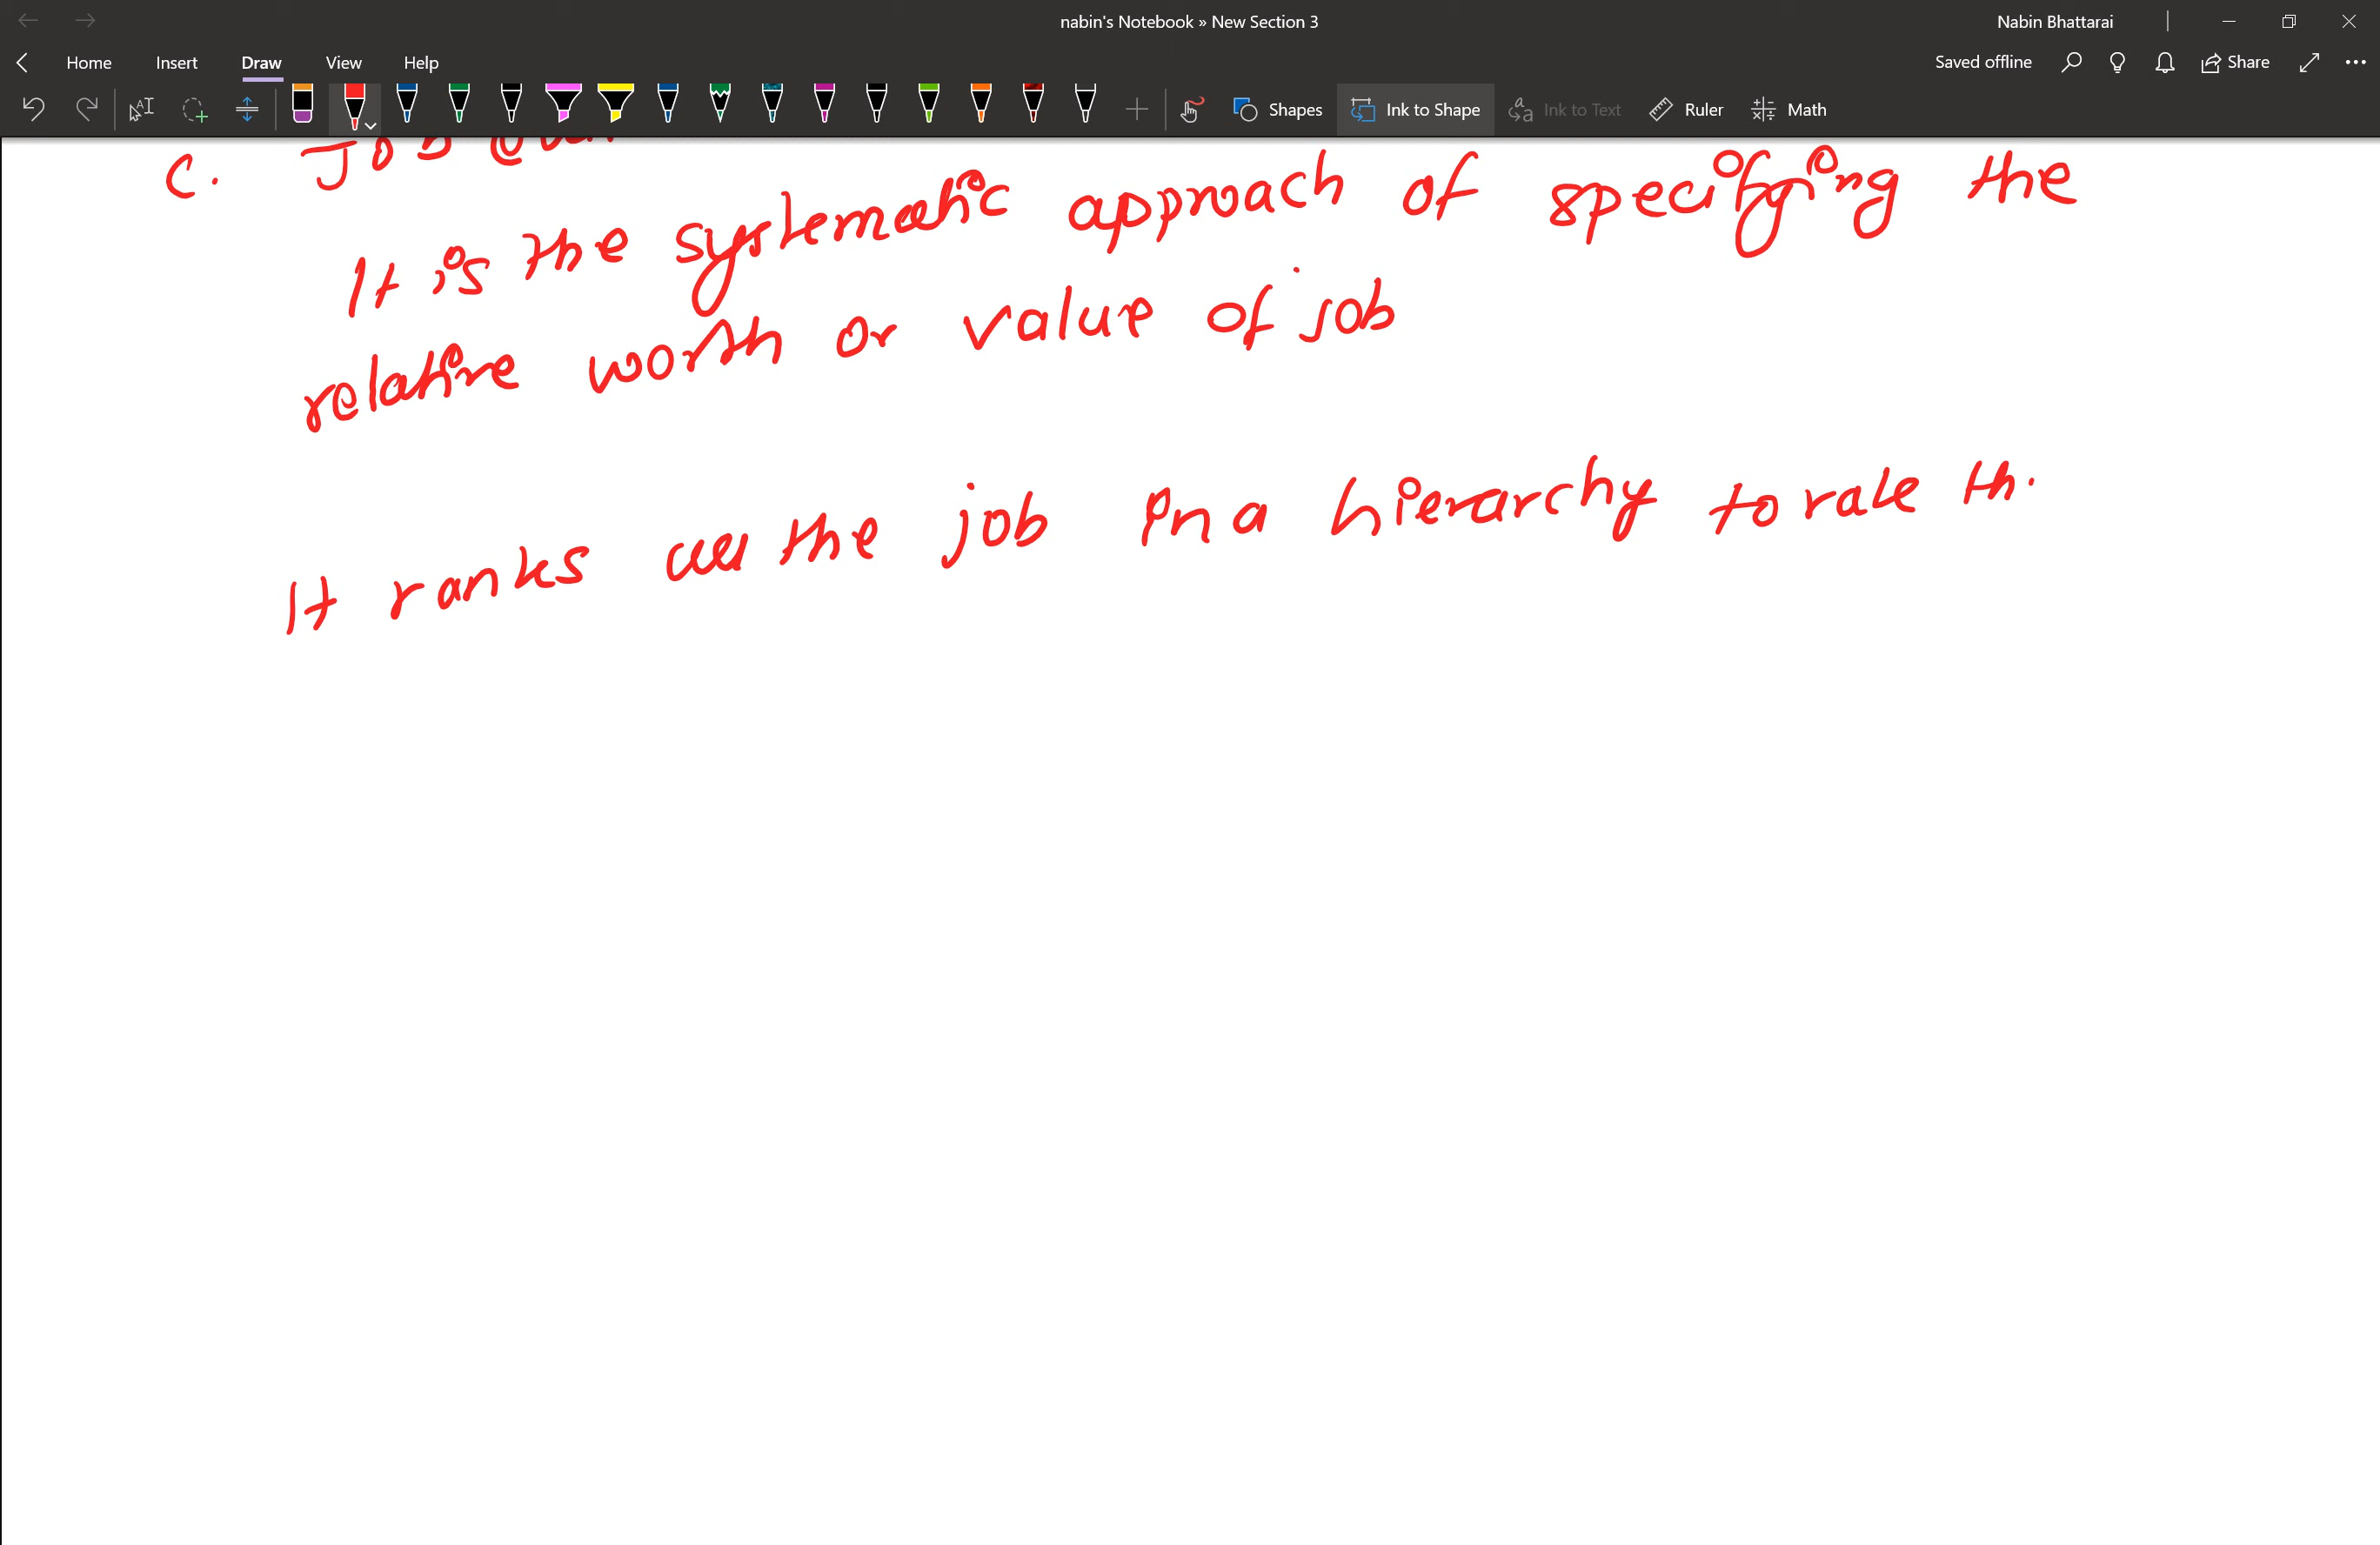 nabin's Notebook » New Section 3
Nabin Bhattarai
Home Insert Draw View Help
Saved offline
Share
Shapes
Ink to Shape
Ink to Text
Ruler
Math
C. Job
It is the systematic approach of specifying the
relative worth or value of job
It ranks all the job in a hierarchy to rate th.